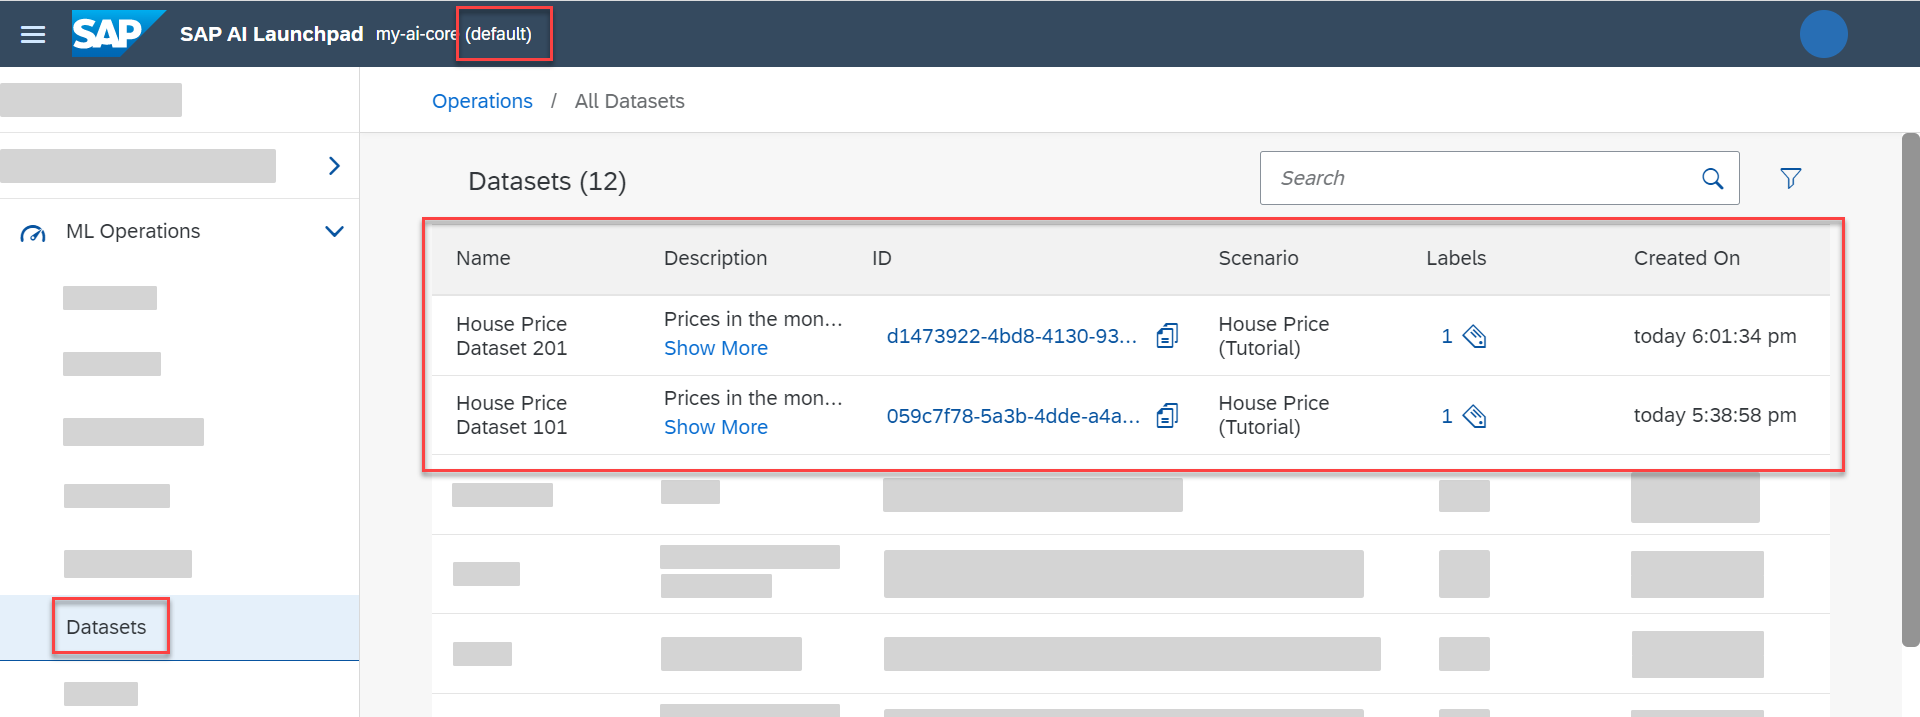 SAP SAP AI Launchpad my-ai-core (default)
Operations / All Datasets
Datasets (12)
Search
ML Operations
Datasets
Name Description ID Scenario Labels Created On
House Price Dataset 201 Prices in the mon... Show More d1473922-4bd8-4130-93... House Price (Tutorial) 1 today 6:01:34 pm
House Price Dataset 101 Prices in the mon... Show More 059c7f78-5a3b-4dde-a4a... House Price (Tutorial) 1 today 5:38:58 pm